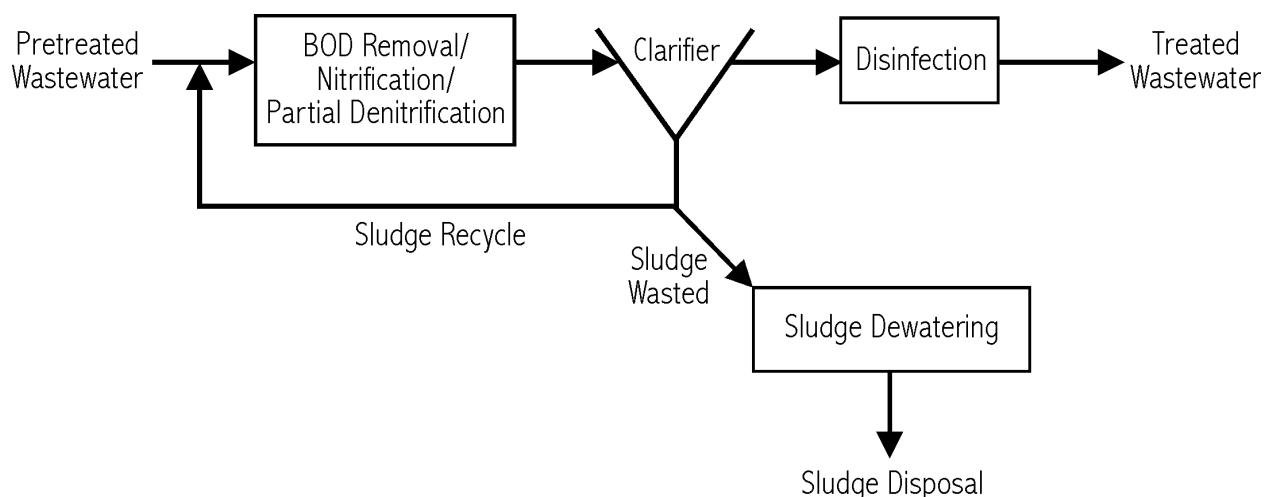 Pretreated
Wastewater
BOD Removal/
Nitrification/
Partial Denitrification
Clarifier
Disinfection
Treated
Wastewater
Sludge Recycle
Sludge
Wasted
Sludge Dewatering
Sludge Disposal